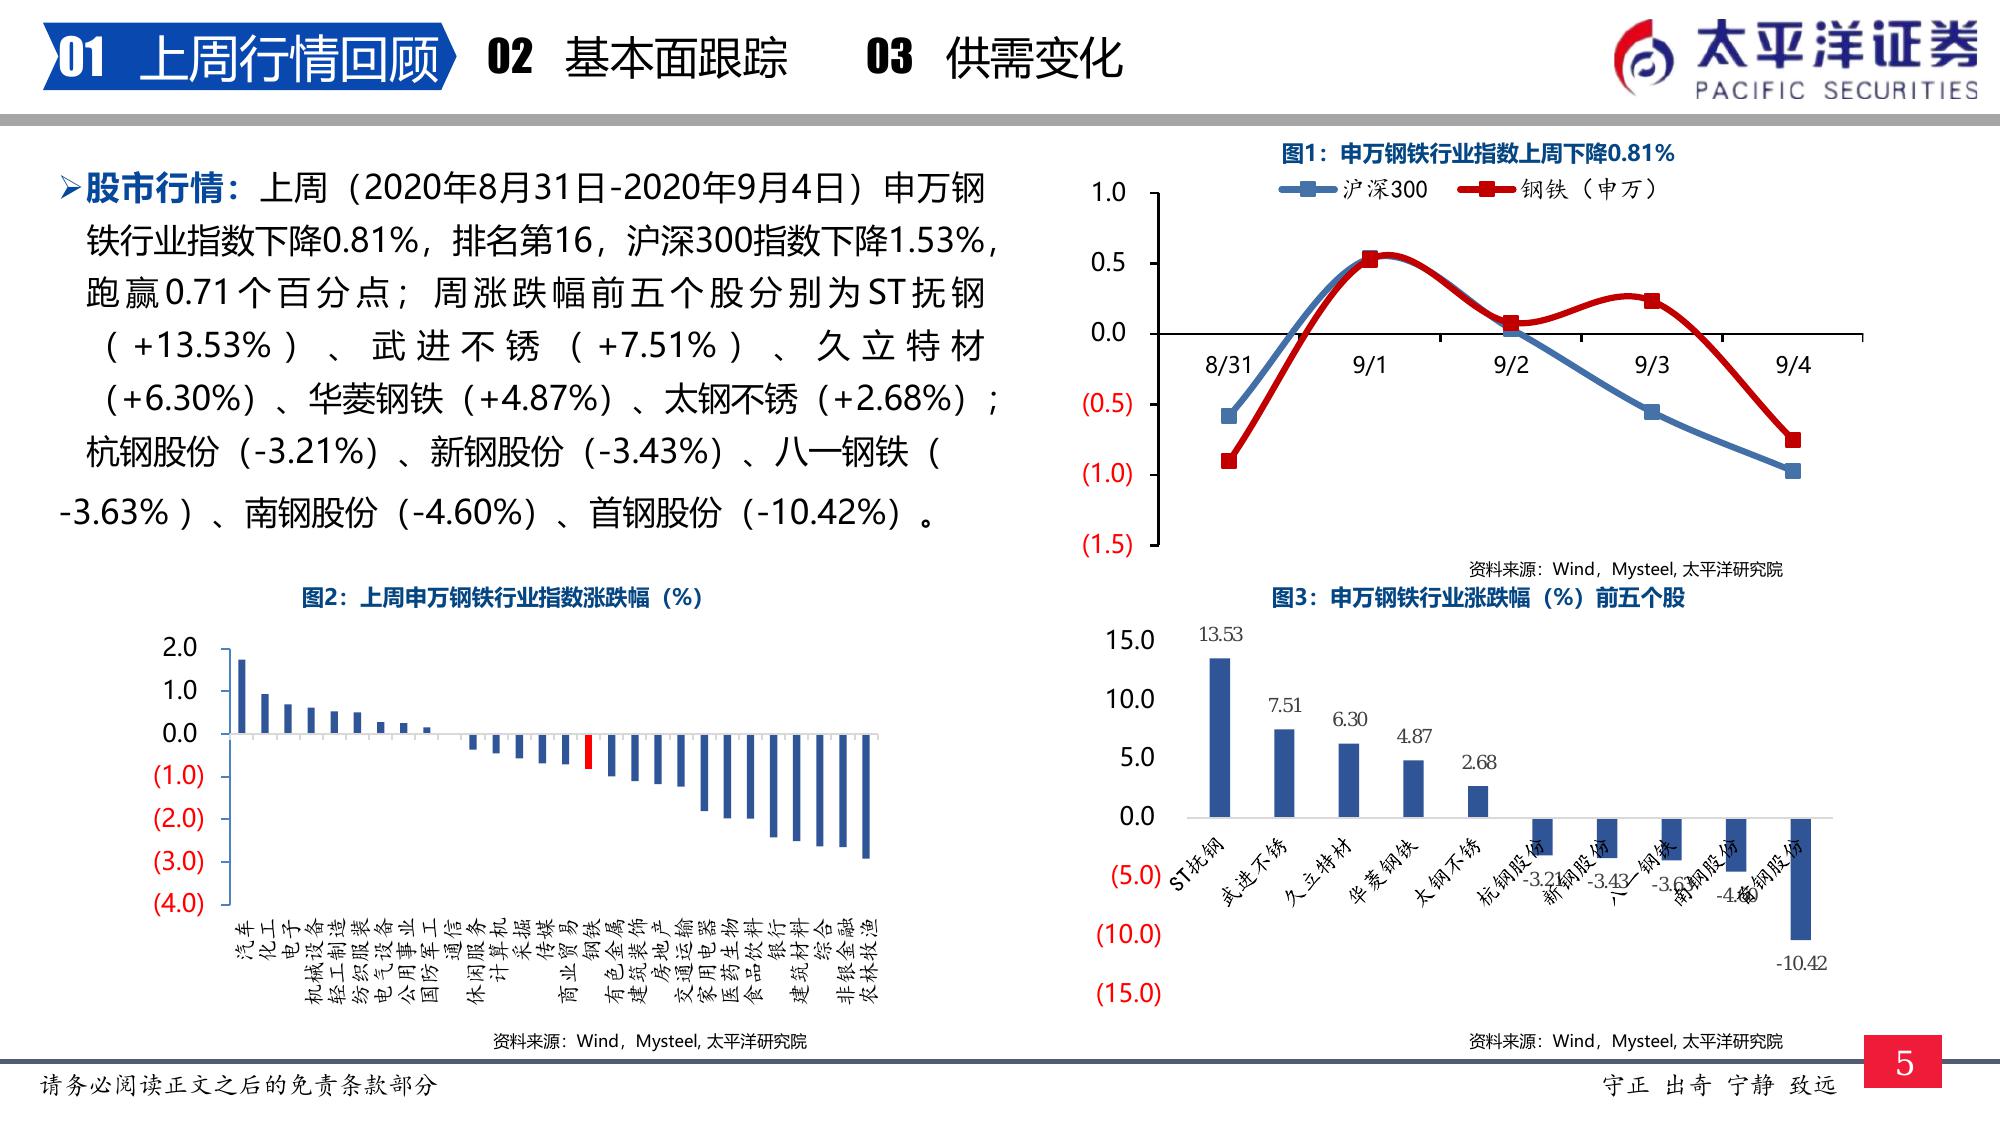 01 上周行情回顾 02 基本面跟踪 03 供需变化
太平洋证券
PACIFIC SECURITIES
➢股市行情：上周（2020年8月31日-2020年9月4日）申万钢
铁行业指数下降0.81%，排名第16，沪深300指数下降1.53%，
跑赢0.71个百分点；周涨跌幅前五个股分别为ST抚钢
（+13.53%）、武进不锈（+7.51%）、久立特材
（+6.30%）、华菱钢铁（+4.87%）、太钢不锈（+2.68%）；
杭钢股份（-3.21%）、新钢股份（-3.43%）、八一钢铁（
-3.63% ）、南钢股份（-4.60%）、首钢股份（-10.42%）。
图1：申万钢铁行业指数上周下降0.81%
沪深300 钢铁（申万）
1.0
0.5
0.0
(0.5)
(1.0)
(1.5)
8/31 9/1 9/2 9/3 9/4
资料来源：Wind，Mysteel, 太平洋研究院
图2：上周申万钢铁行业指数涨跌幅（%）
2.0
1.0
0.0
(1.0)
(2.0)
(3.0)
(4.0)
汽车
化工
电子
机械设备
轻工制造
纺织服装
电气设备
公用事业
国防军工
通信
休闲服务
计算机
采掘
传媒
商业贸易
钢铁
有色金属
建筑装饰
房地产
交通运输
家用电器
医药生物
食品饮料
银行
建筑材料
综合
非银金融
农林牧渔
资料来源：Wind，Mysteel, 太平洋研究院
图3：申万钢铁行业涨跌幅（%）前五个股
15.0
10.0
5.0
0.0
(5.0)
(10.0)
(15.0)
13.53
7.51
6.30
4.87
2.68
-3.21
-3.43
-3.63
-4.60
-10.42
ST抚钢
武进不锈
久立特材
华菱钢铁
太钢不锈
杭钢股份
新钢股份
八一钢铁
南钢股份
首钢股份
资料来源：Wind，Mysteel, 太平洋研究院
请务必阅读正文之后的免责条款部分
守正 出奇 宁静 致远
5